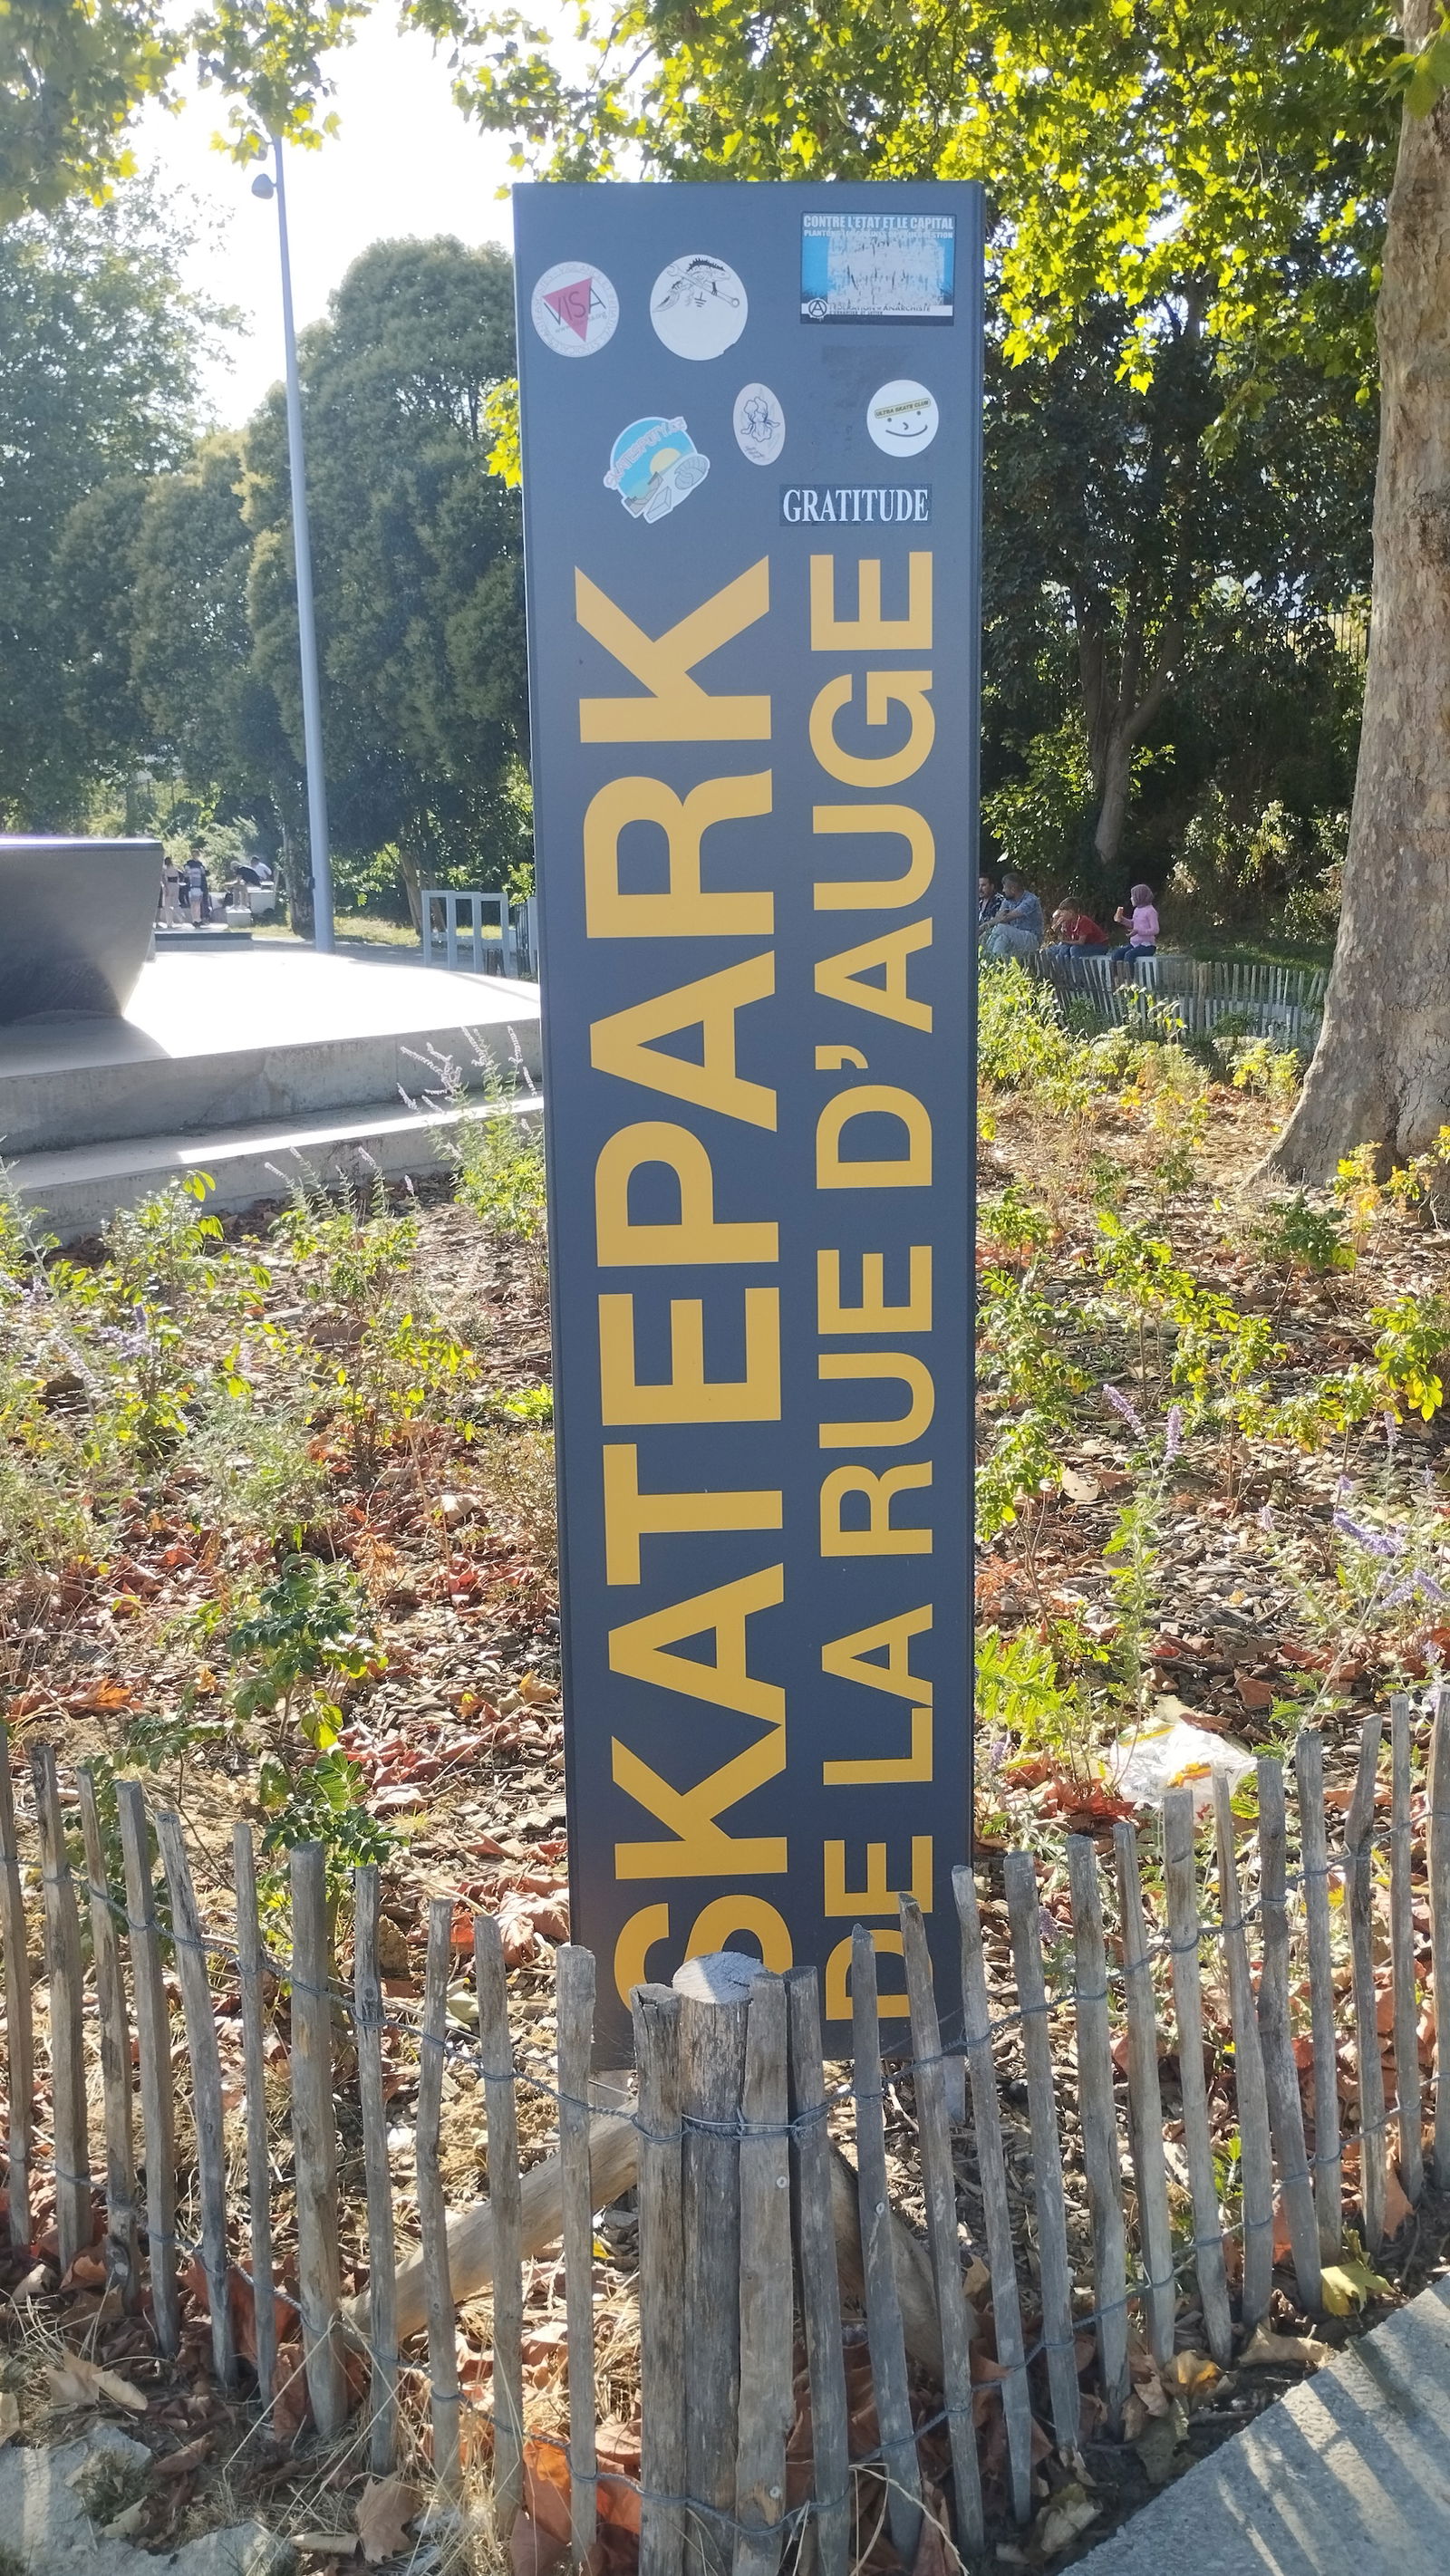 CONTRE L'ETAT ET LE CAPITAL
VISA
ULTRA SKATE CLUB
GRATITUDE
SKATEPARK
DE LA RUE D'AUGE